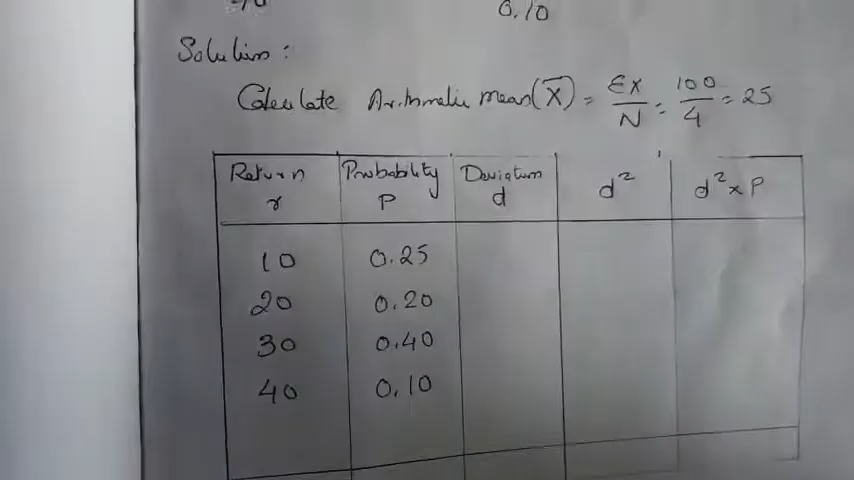 0.10
Solution :
Calculate Arithmetic mean (X̄) = ΣX/N = 100/4 = 25
Return r | Probability P | Deviation d | d² | d² x P
10 0.25
20 0.20
30 0.40
40 0.10